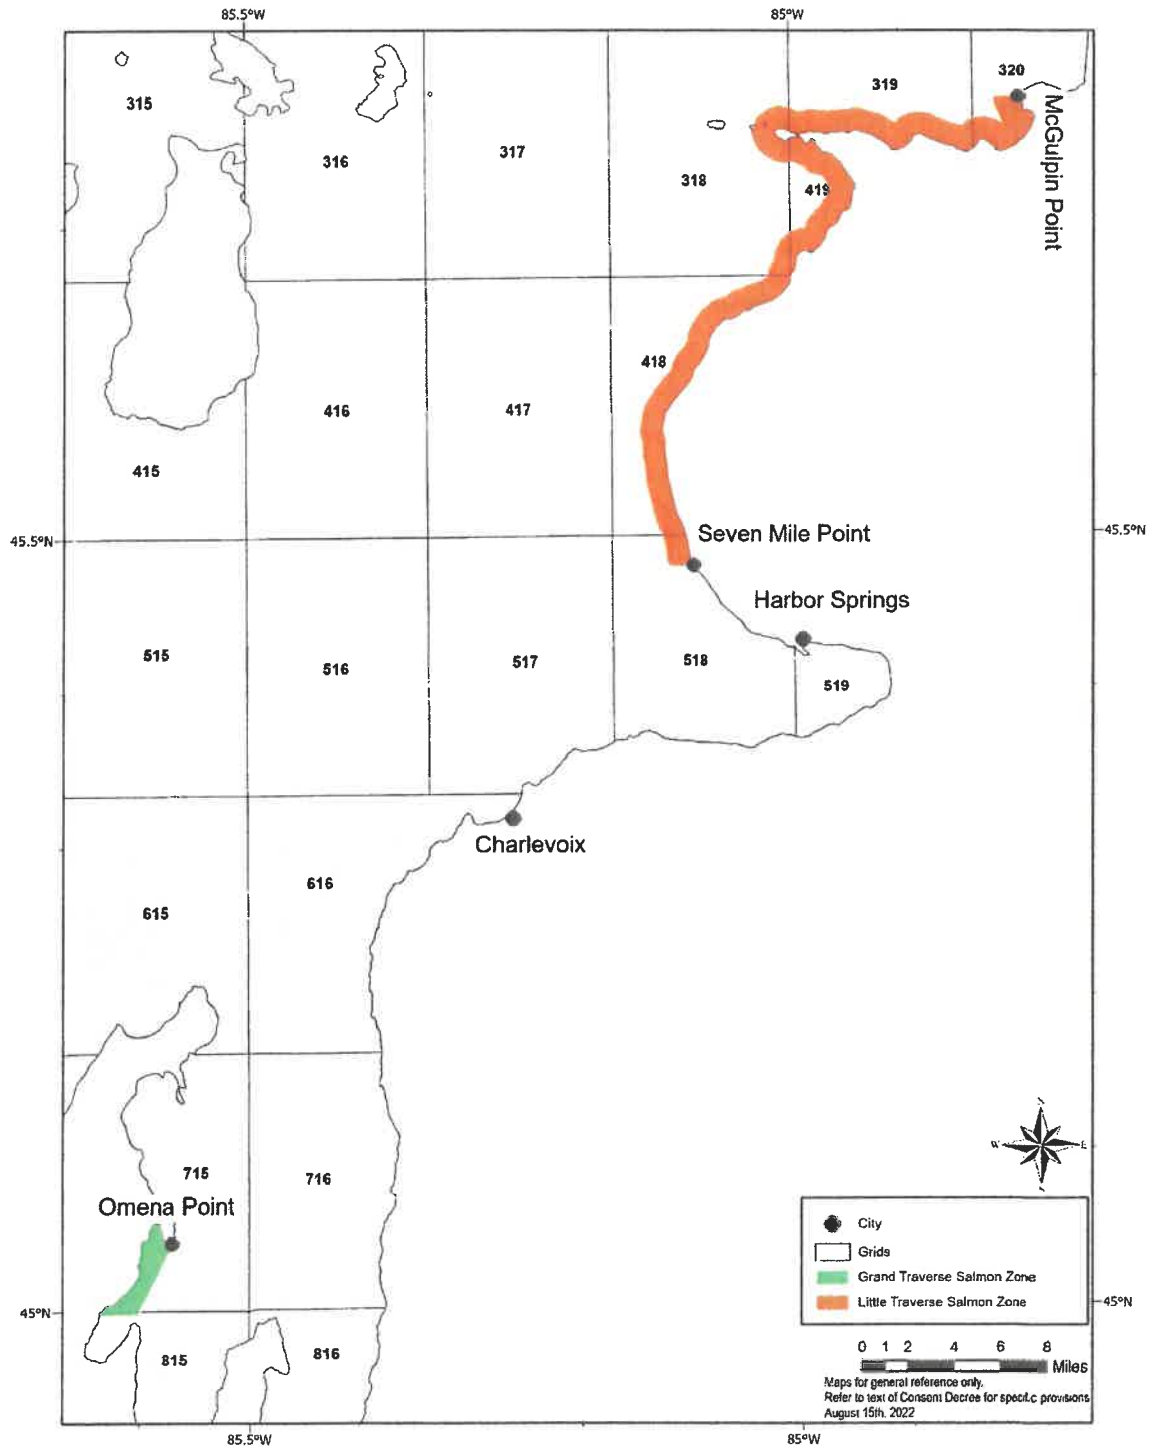 85.5°W
85°W
320
319
315
McGulpin Point
317
316
318
419
418
416
417
415
45.5°N
45.5°N
Seven Mile Point
Harbor Springs
515
516
517
518
519
Charlevoix
616
615
N
W
E
S
715
716
Omena Point
City
Grids
Grand Traverse Salmon Zone
Little Traverse Salmon Zone
45°N
45°N
815
816
0 1 2 4 6 8
Miles
Maps for general reference only.
Refer to text of Consent Decree for specific provisions
August 15th, 2022
85.5°W
85°W